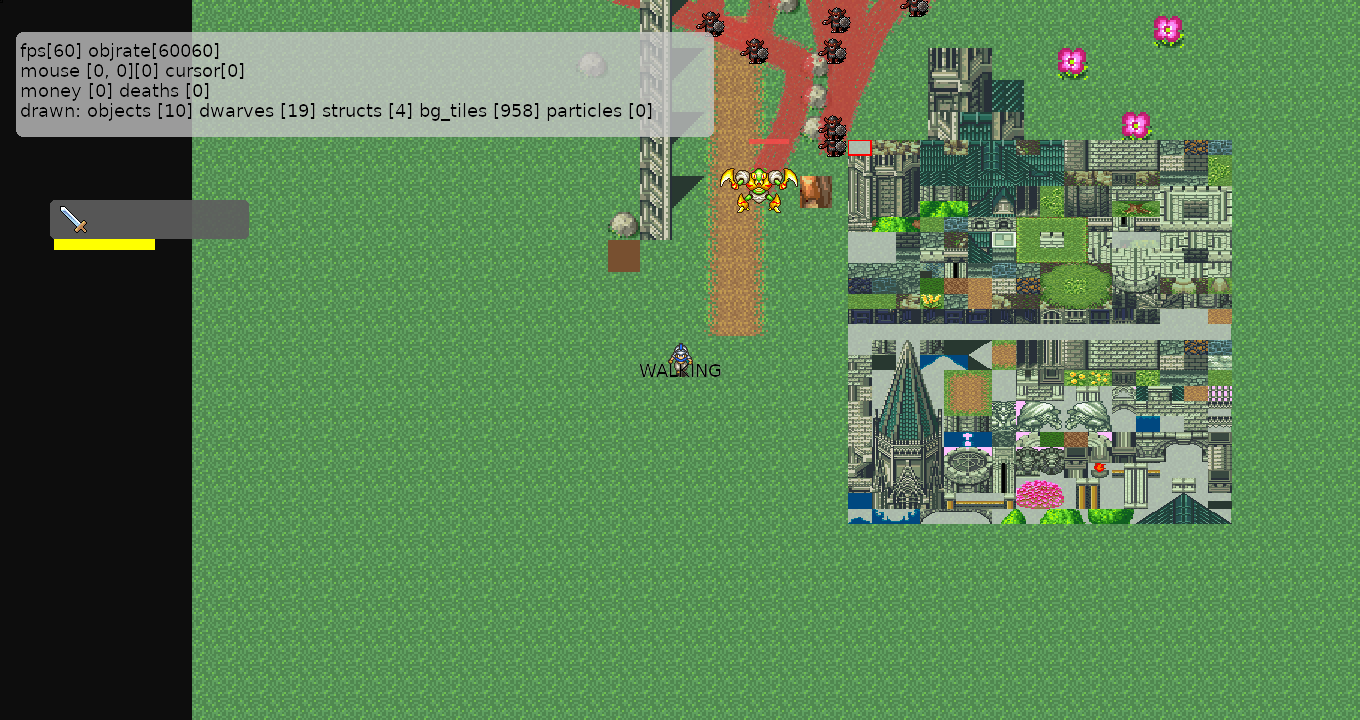 fps[60] objrate[60060]
mouse [0, 0][0] cursor[0]
money [0] deaths [0]
drawn: objects [10] dwarves [19] structs [4] bg_tiles [958] particles [0]
WALKING